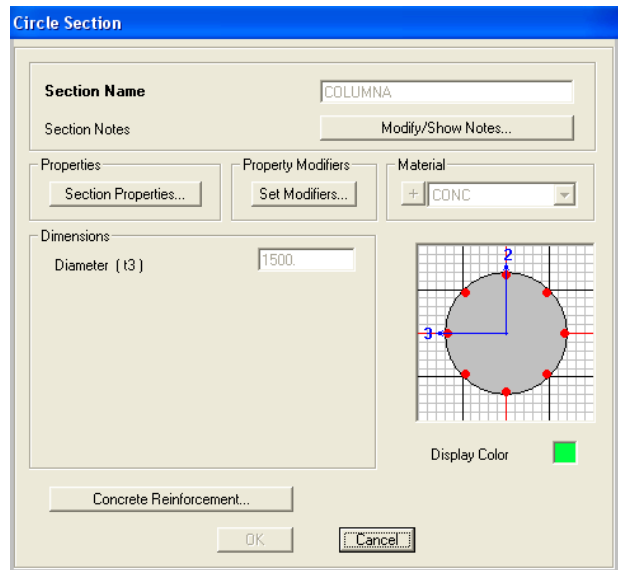 Circle Section
Section Name COLUMNA
Section Notes Modify/Show Notes...
Properties Property Modifiers Material
Section Properties... Set Modifiers... + CONC
Dimensions
Diameter ( t3 ) 1500.
2
3
Display Color
Concrete Reinforcement...
OK Cancel